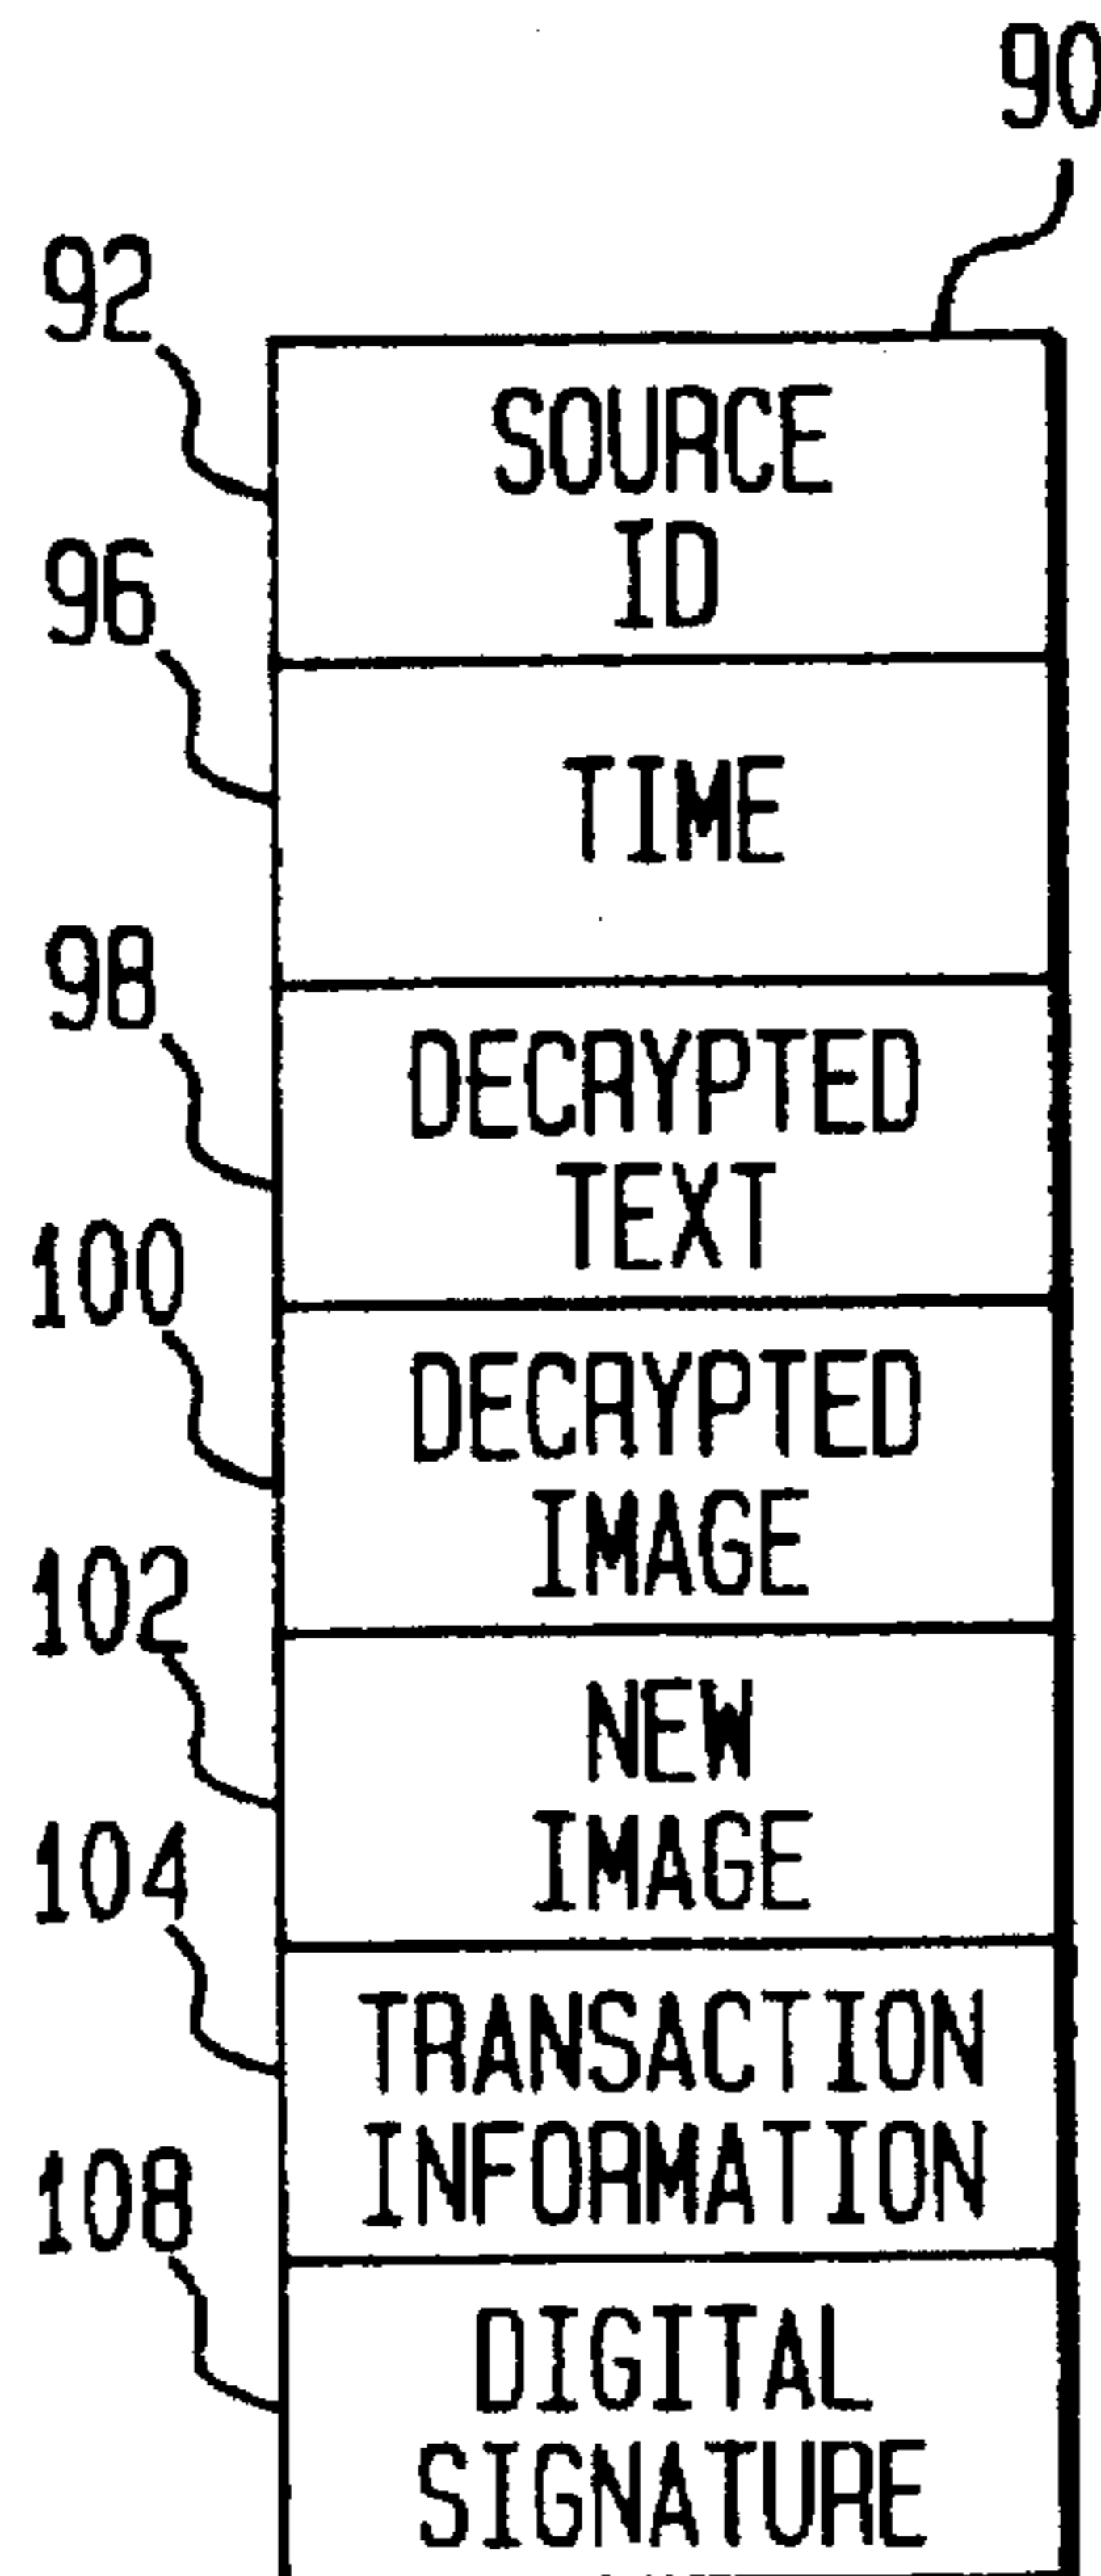 90
92
SOURCE
ID
96
TIME
98
DECRYPTED
TEXT
100
DECRYPTED
IMAGE
102
NEW
IMAGE
104
TRANSACTION
INFORMATION
108
DIGITAL
SIGNATURE